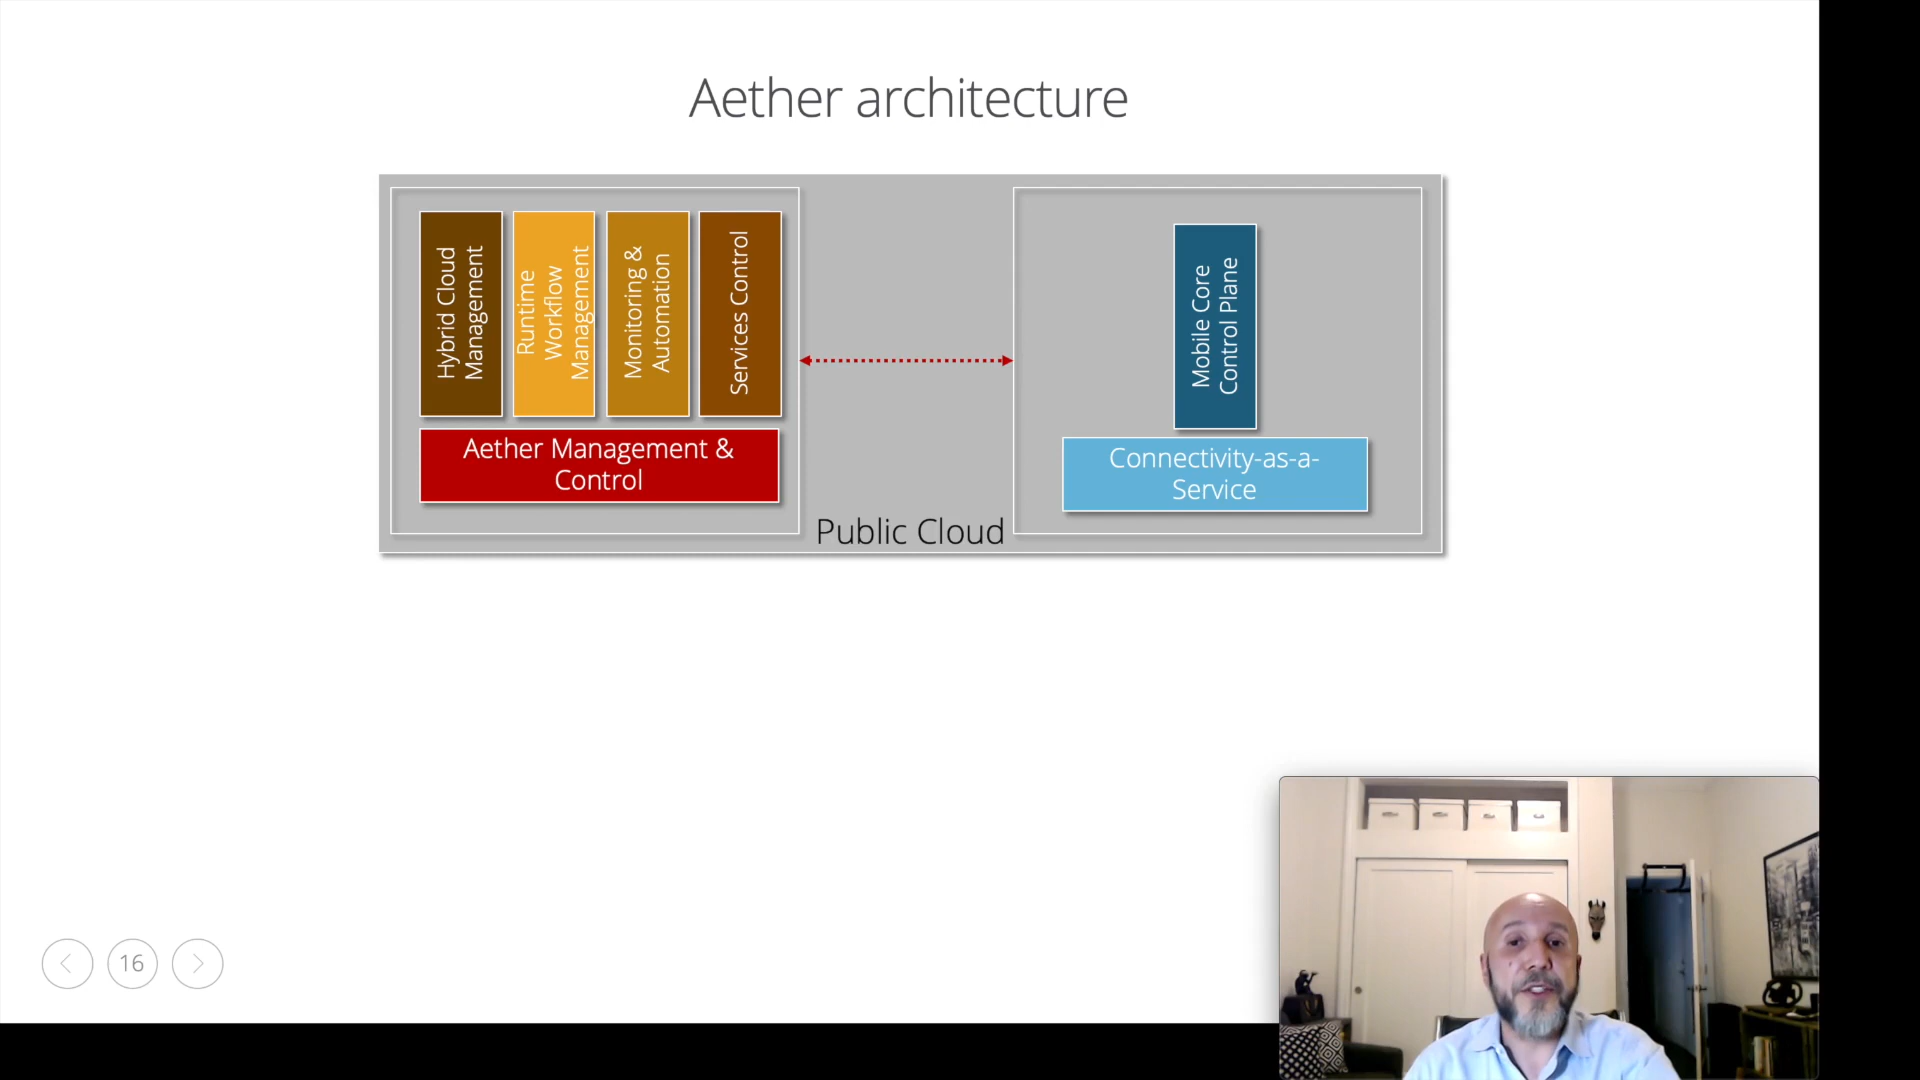 Aether architecture
Hybrid Cloud
Management
Runtime
Workflow
Management
Monitoring &
Automation
Services Control
Aether Management &
Control
Mobile Core
Control Plane
Connectivity-as-a-
Service
Public Cloud
16